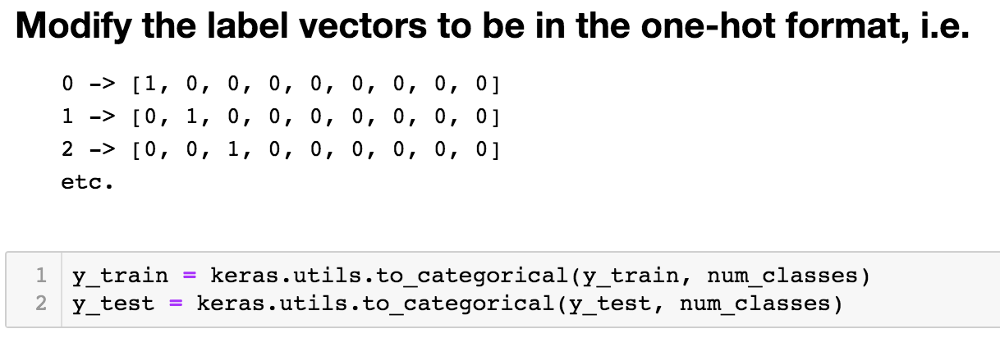 Modify the label vectors to be in the one-hot format, i.e.
0 -> [1, 0, 0, 0, 0, 0, 0, 0, 0]
1 -> [0, 1, 0, 0, 0, 0, 0, 0, 0]
2 -> [0, 0, 1, 0, 0, 0, 0, 0, 0]
etc.
1 y_train = keras.utils.to_categorical(y_train, num_classes)
2 y_test = keras.utils.to_categorical(y_test, num_classes)